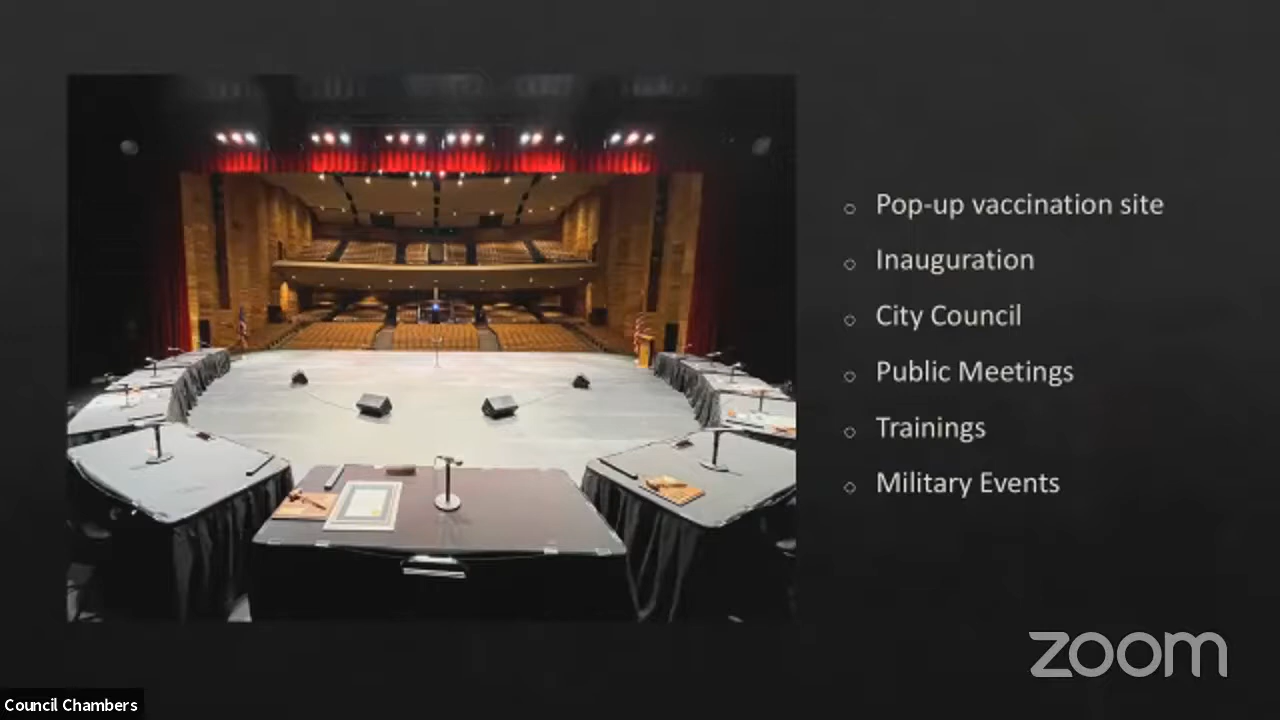 Pop-up vaccination site
Inauguration
City Council
Public Meetings
Trainings
Military Events
zoom
Council Chambers